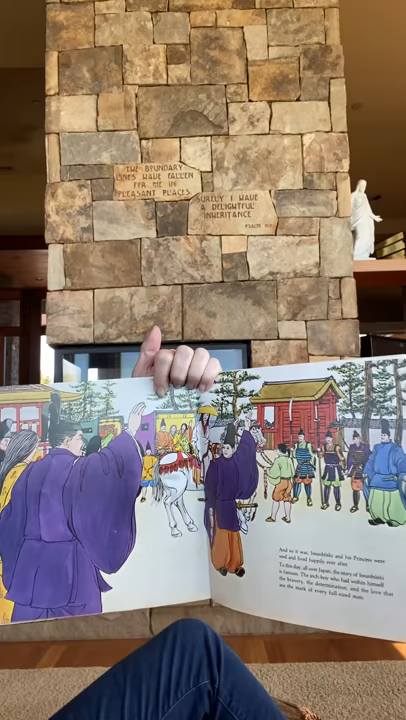 THE BOUNDARY
LINES HAVE FALLEN
FOR ME IN
PLEASANT PLACES.
SURELY I HAVE
A DELIGHTFUL
INHERITANCE
PSALM
And so it was. Issunbôshi and his Princess were
wed and lived happily ever after.
To this day, all over Japan, the story of Issunbôshi
is famous. The inch boy who had within himself
the bravery, the determination, and the love that
are the mark of every full-sized man.